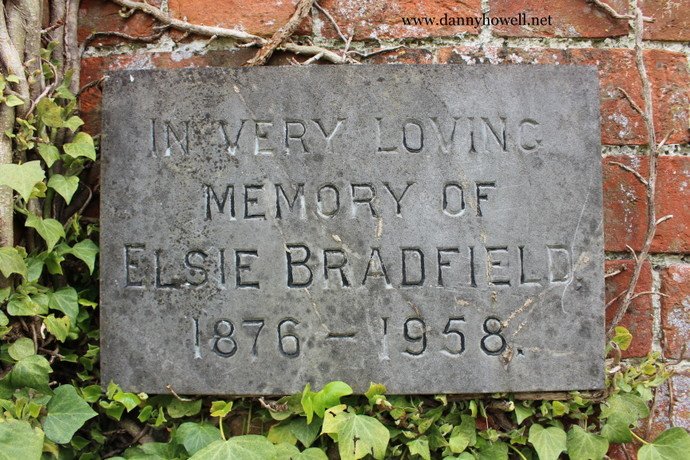 www.dannyhowell.net
IN VERY LOVING
MEMORY OF
ELSIE BRADFIELD.
1876 – 1958.